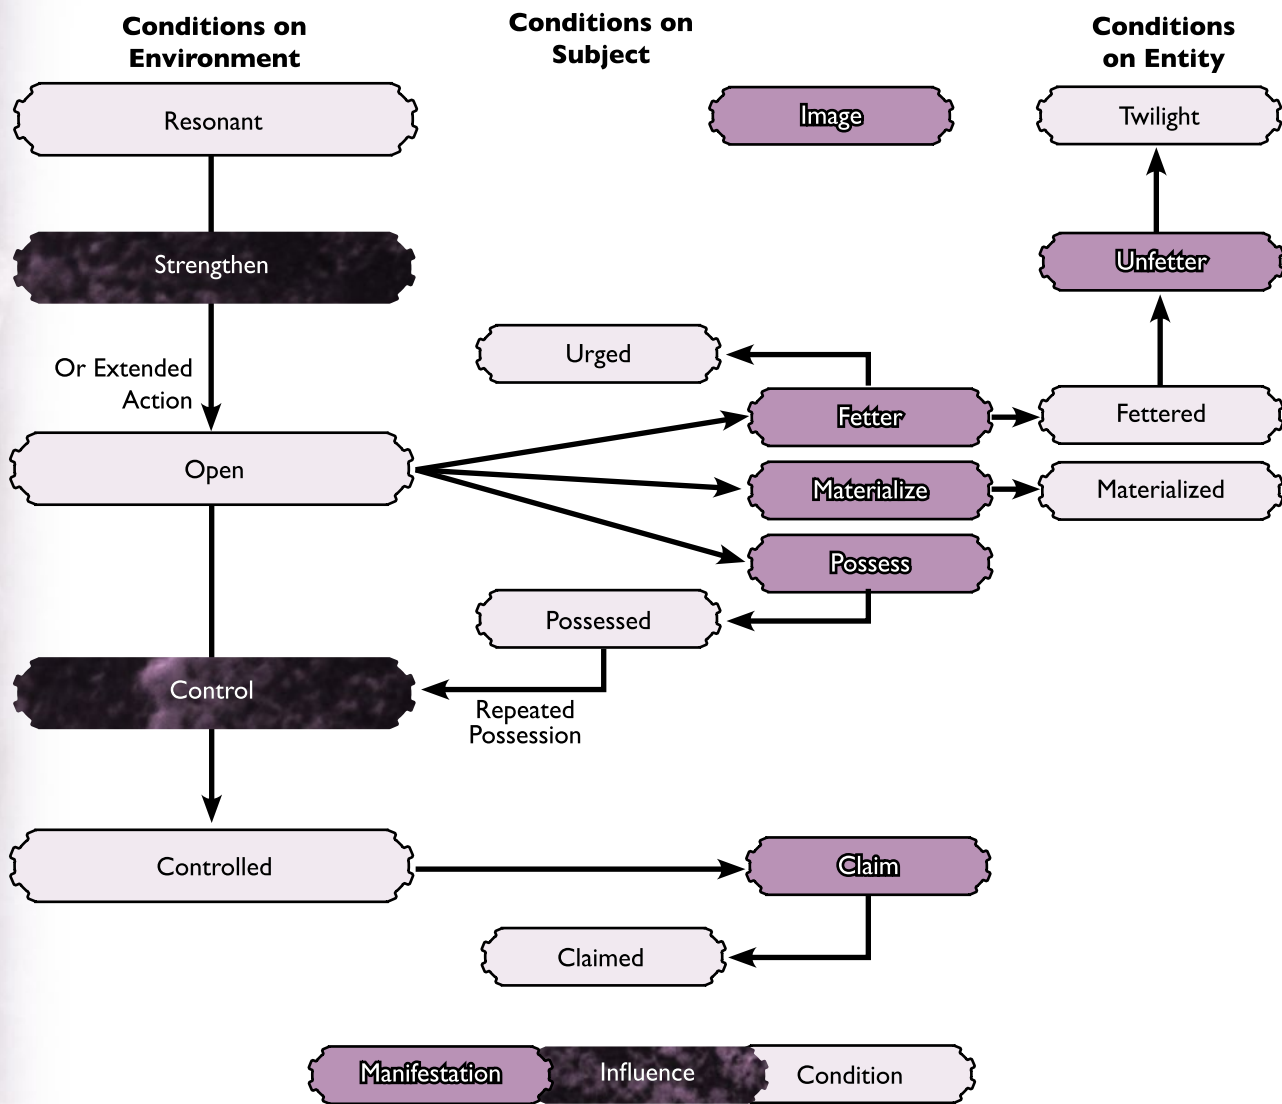 Conditions on
Environment
Conditions on
Subject
Conditions
on Entity
Resonant
Image
Twilight
Strengthen
Unfetter
Or Extended
Action
Urged
Fetter
Fettered
Open
Materialize
Materialized
Possess
Possessed
Control
Repeated
Possession
Controlled
Claim
Claimed
Manifestation
Influence
Condition